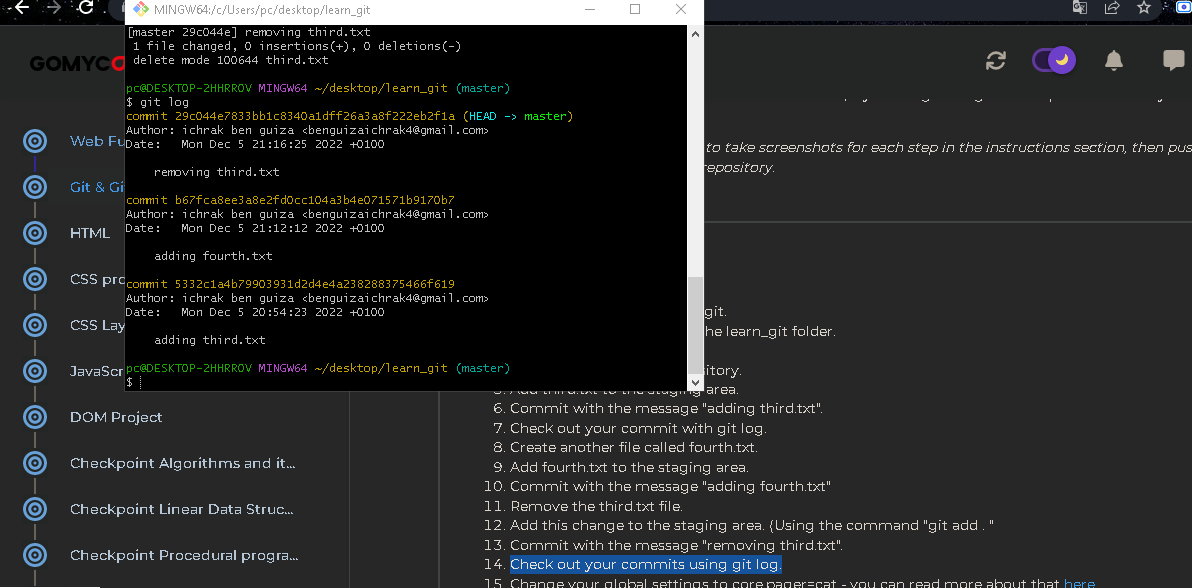 MINGW64:/c/Users/pc/desktop/learn_git
[master 29c044e] removing third.txt
1 file changed, 0 insertions(+), 0 deletions(-)
delete mode 100644 third.txt
pc@DESKTOP-2HHRROV MINGW64 ~/desktop/learn_git (master)
$ git log
commit 29c044e7833bb1c8340a1dff26a3a8f222eb2f1a (HEAD -> master)
Author: ichrak ben guiza <benguizaichrak4@gmail.com>
Date:   Mon Dec 5 21:16:25 2022 +0100
removing third.txt
commit b67fca8ee3a8e2fd0cc104a3b4e071571b9170b7
Author: ichrak ben guiza <benguizaichrak4@gmail.com>
Date:   Mon Dec 5 21:12:12 2022 +0100
adding fourth.txt
commit 5332c1a4b79903931d2d4e4a238288375466f619
Author: ichrak ben guiza <benguizaichrak4@gmail.com>
Date:   Mon Dec 5 20:54:23 2022 +0100
adding third.txt
pc@DESKTOP-2HHRROV MINGW64 ~/desktop/learn_git (master)
$
GOMYCO
Web Fu
Git & Gi
HTML
CSS pro
CSS Lay
JavaScr
DOM Project
Checkpoint Algorithms and it...
Checkpoint Linear Data Struc...
Checkpoint Procedural progra...
to take screenshots for each step in the instructions section, then pus
repository.
git.
he learn_git folder.
sitory.
5. Add third.txt to the staging area.
6. Commit with the message "adding third.txt".
7. Check out your commit with git log.
8. Create another file called fourth.txt.
9. Add fourth.txt to the staging area.
10. Commit with the message "adding fourth.txt"
11. Remove the third.txt file.
12. Add this change to the staging area. (Using the command "git add . "
13. Commit with the message "removing third.txt".
14. Check out your commits using git log.
15. Change your global settings to core.pager=cat - you can read more about that here.